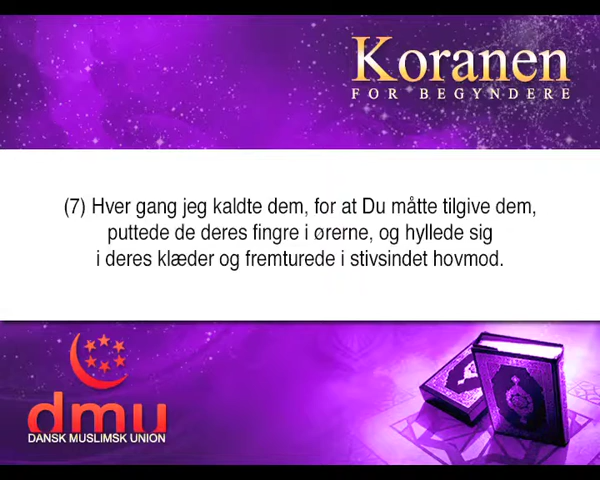 Koranen
FOR BEGYNDERE
(7) Hver gang jeg kaldte dem, for at Du måtte tilgive dem,
puttede de deres fingre i ørerne, og hyllede sig
i deres klæder og fremturede i stivsindet hovmod.
dmu
DANSK MUSLIMSK UNION